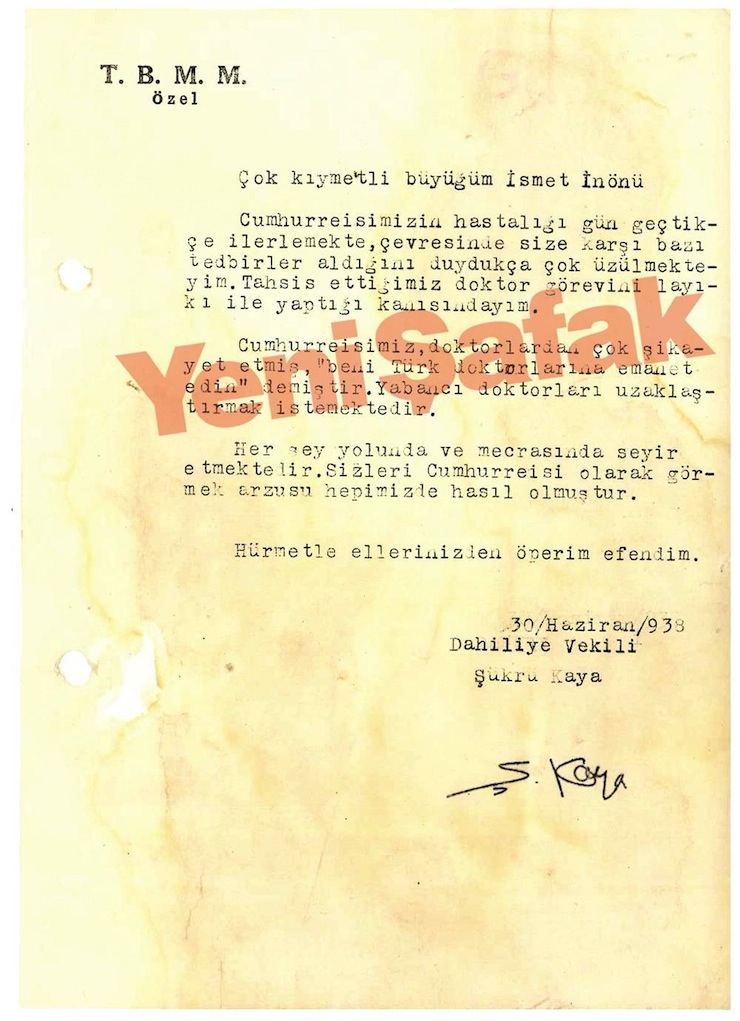 T. B. M. M.
Özel
Çok kıymetli büyüğüm İsmet İnönü
Cumhurreisimizin hastalığı gün geçtik-
çe ilerlemekte,çevresinde size karşı bazı
tedbirler aldığını duydukça çok üzülmekte-
yim.Tahsis ettiğimiz doktor görevini layı-
kı ile yaptığı kanısındayım.
Cumhurreisimiz,doktorlardan çok şika-
yet etmiş,"beni Türk doktorlarına emanet
edin" demiştir.Yabancı doktorları uzaklaş-
tırmak istemektedir.
YeniSafak
Her şey yolunda ve mecrasında seyir
etmektedir.Sizleri Cumhurreisi olarak gör-
mek arzusu hepimizde hasıl olmuştur.
Hürmetle ellerinizden öperim efendim.
30/Haziran/938
Dahiliye Vekili
Şükrü Kaya
Ş. Kaya